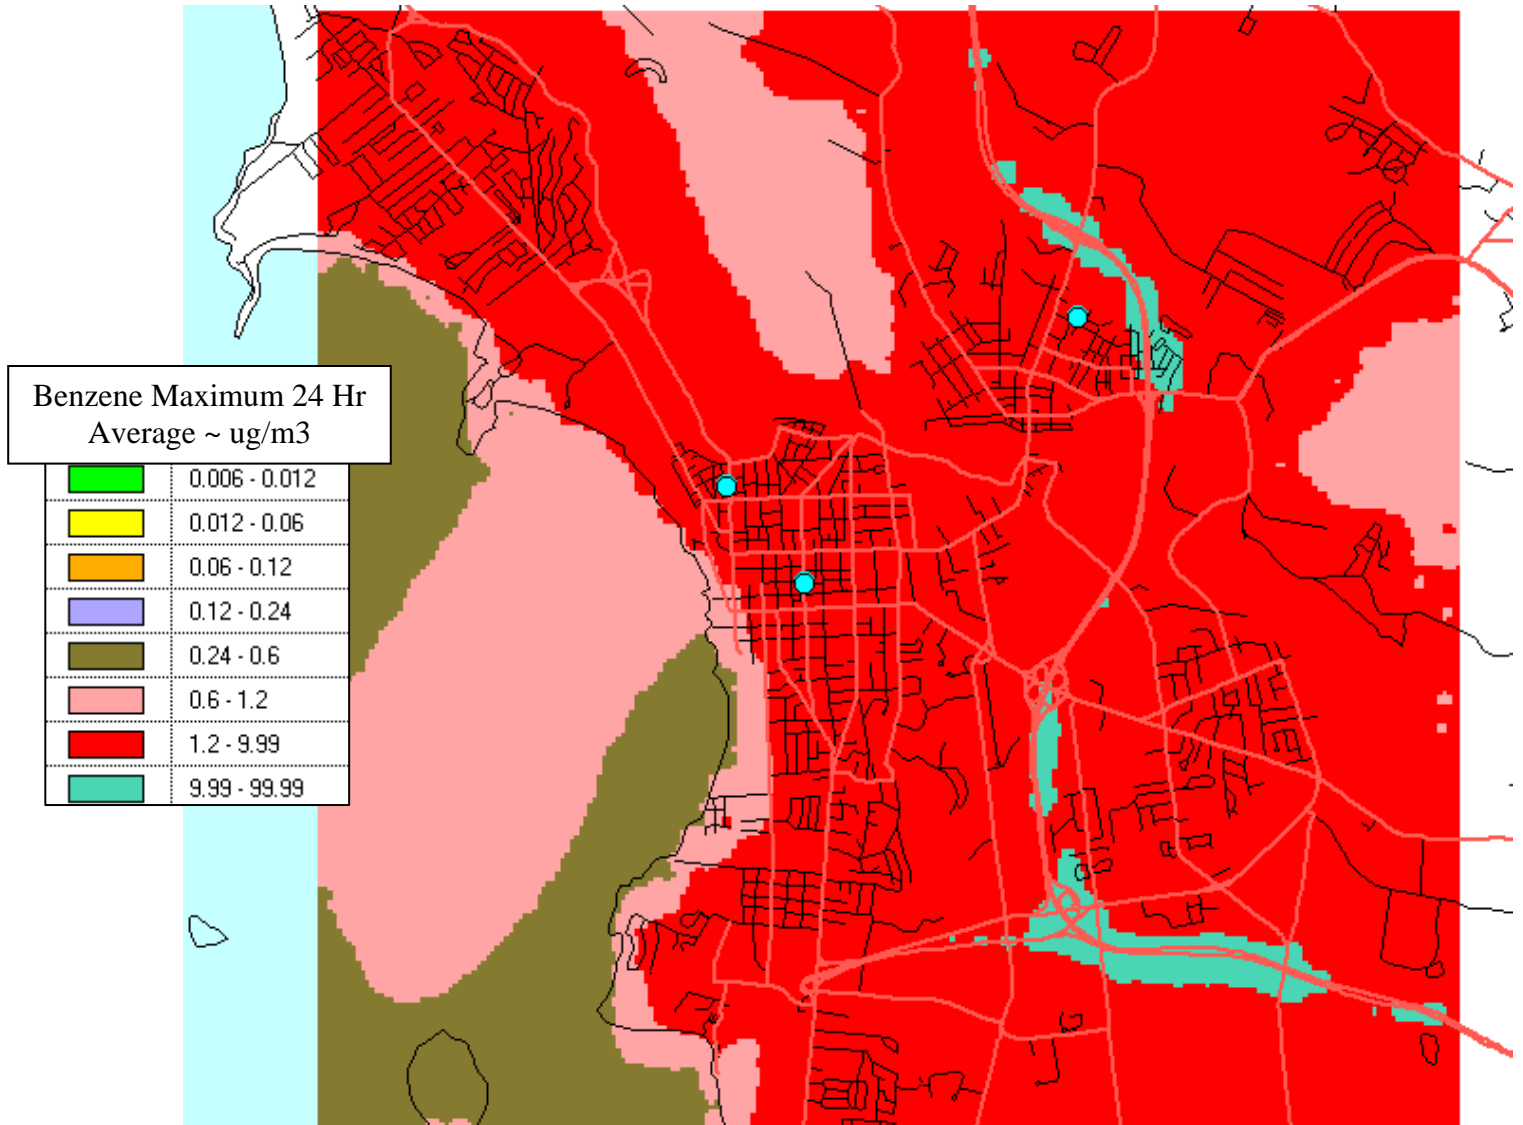 Benzene Maximum 24 Hr
Average ~ ug/m3
0.006 - 0.012
0.012 - 0.06
0.06 - 0.12
0.12 - 0.24
0.24 - 0.6
0.6 - 1.2
1.2 - 9.99
9.99 - 99.99